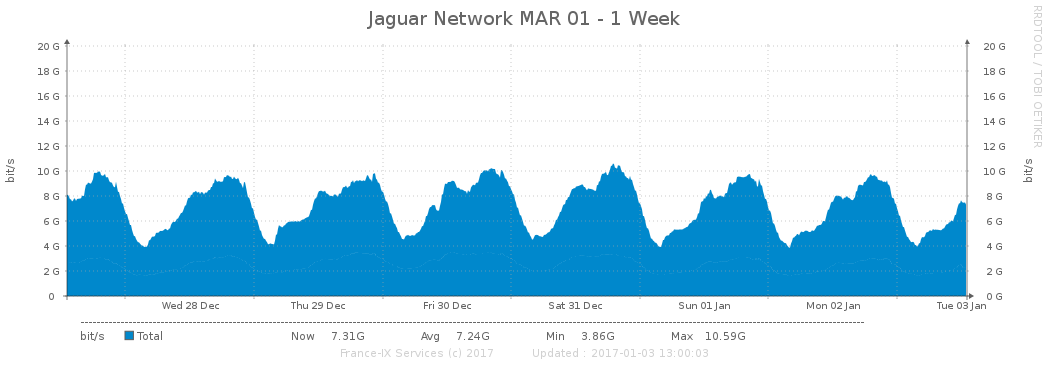 Jaguar Network MAR 01 - 1 Week
RRDTOOL / TOBI OETIKER
bit/s
bit/s
20 G 20 G
18 G 18 G
16 G 16 G
14 G 14 G
12 G 12 G
10 G 10 G
8 G 8 G
6 G 6 G
4 G 4 G
2 G 2 G
0 0 G
Wed 28 Dec Thu 29 Dec Fri 30 Dec Sat 31 Dec Sun 01 Jan Mon 02 Jan Tue 03 Jan
bit/s Total Now 7.31G Avg 7.24G Min 3.86G Max 10.59G
France-IX Services (c) 2017 Updated : 2017-01-03 13:00:03